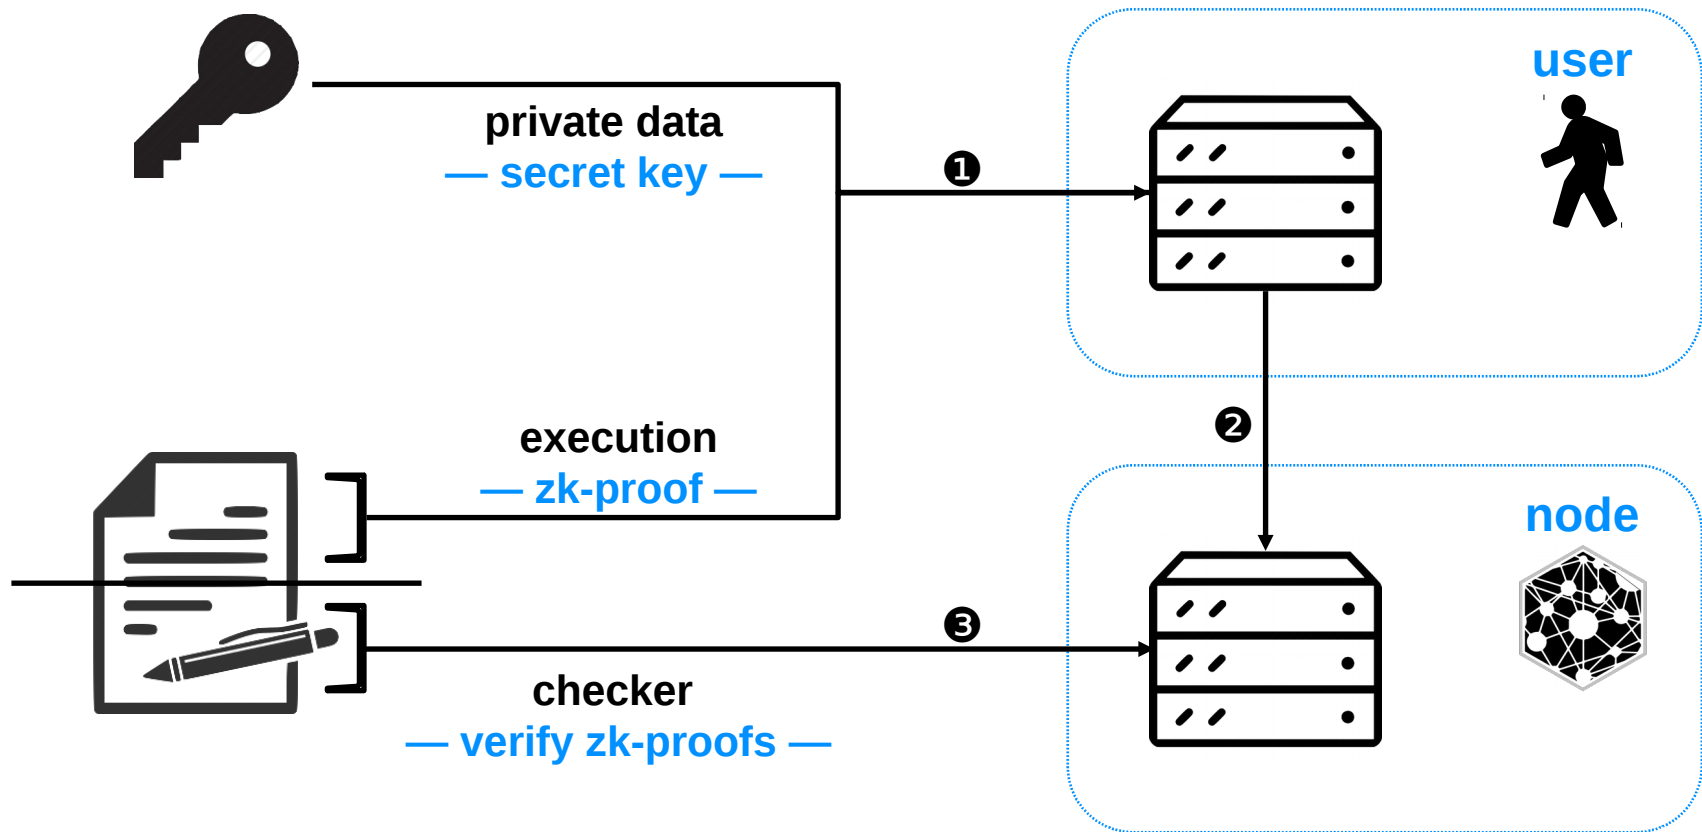 user
private data
— secret key —
❶
execution
— zk-proof —
❷
node
❸
checker
— verify zk-proofs —